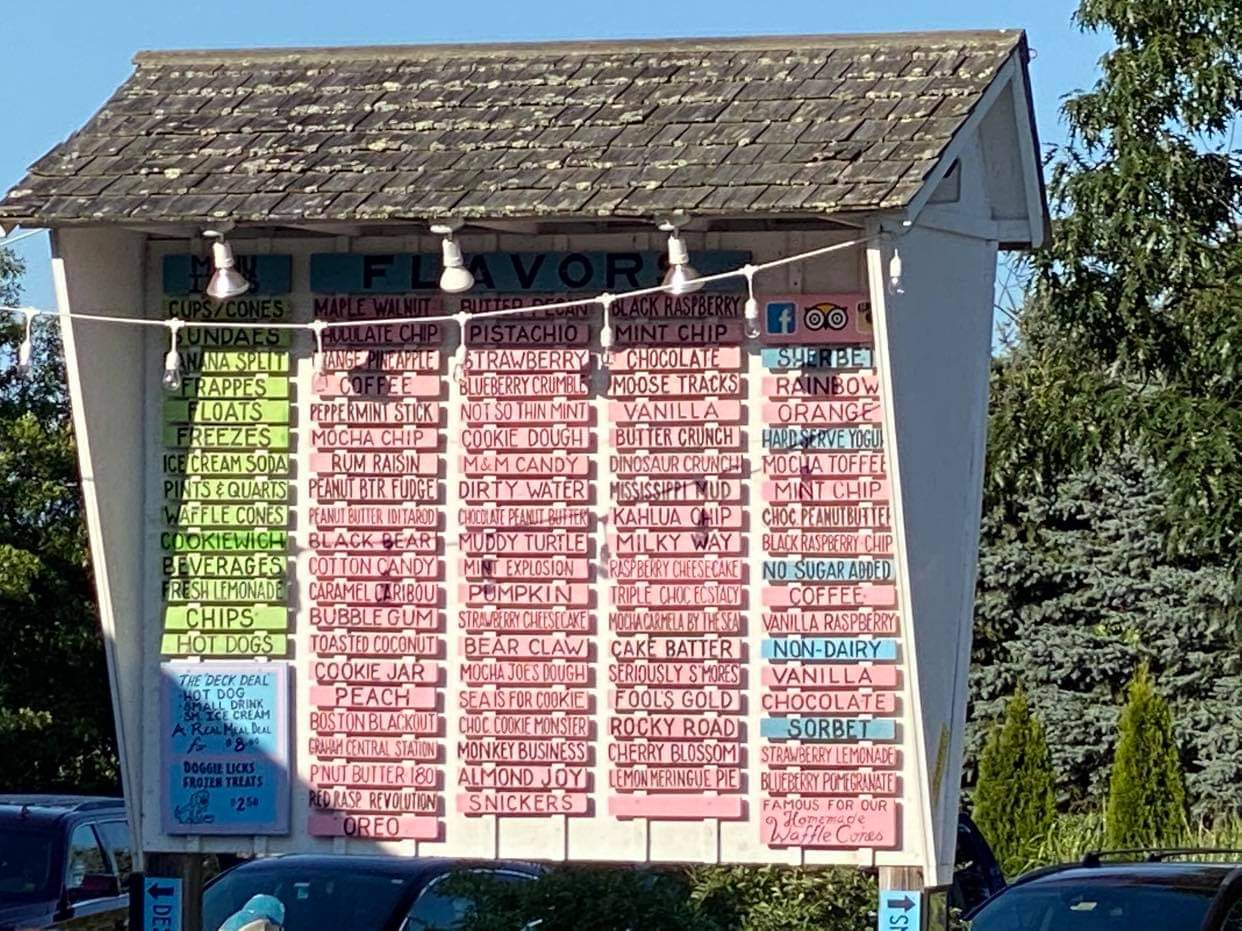 MENU
FLAVORS
CUPS/CONES
SUNDAES
BANANA SPLIT
FRAPPES
FLOATS
FREEZES
ICE CREAM SODA
PINTS & QUARTS
WAFFLE CONES
COOKIEWICH
BEVERAGES
FRESH LEMONADE
CHIPS
HOT DOGS
THE "DECK DEAL"
-HOT DOG
-SMALL DRINK
-SM. ICE CREAM
A REAL MEAL DEAL
for $8.00
DOGGIE LICKS
FROZEN TREATS
$2.50
MAPLE WALNUT
CHOCOLATE CHIP
ORANGE PINEAPPLE
COFFEE
PEPPERMINT STICK
MOCHA CHIP
RUM RAISIN
PEANUT BTR FUDGE
PEANUT BUTTER IDITAROD
BLACK BEAR
COTTON CANDY
CARAMEL CARIBOU
BUBBLE GUM
TOASTED COCONUT
COOKIE JAR
PEACH
BOSTON BLACKOUT
GRAHAM CENTRAL STATION
P'NUT BUTTER 180
RED RASP REVOLUTION
OREO
BUTTER PECAN
PISTACHIO
STRAWBERRY
BLUEBERRY CRUMBLE
NOT SO THIN MINT
COOKIE DOUGH
M&M CANDY
DIRTY WATER
CHOCOLATE PEANUT BUTTER
MUDDY TURTLE
MINT EXPLOSION
PUMPKIN
STRAWBERRY CHEESECAKE
BEAR CLAW
MOCHA JOE'S DOUGH
SEA IS FOR COOKIE
CHOC. COOKIE MONSTER
MONKEY BUSINESS
ALMOND JOY
SNICKERS
BLACK RASPBERRY
MINT CHIP
CHOCOLATE
MOOSE TRACKS
VANILLA
BUTTER CRUNCH
DINOSAUR CRUNCH
MISSISSIPPI MUD
KAHLUA CHIP
MILKY WAY
RASPBERRY CHEESECAKE
TRIPLE CHOC. ECSTACY
MOCHA CARMELA BY THE SEA
CAKE BATTER
SERIOUSLY S'MORES
FOOL'S GOLD
ROCKY ROAD
CHERRY BLOSSOM
LEMON MERINGUE PIE
f
SHERBET
RAINBOW
ORANGE
HARD SERVE YOGU
MOCHA TOFFEE
MINT CHIP
CHOC. PEANUT BUTTER
BLACK RASPBERRY CHIP
NO SUGAR ADDED
COFFEE
VANILLA RASPBERRY
NON-DAIRY
VANILLA
CHOCOLATE
SORBET
STRAWBERRY LEMONADE
BLUEBERRY POMEGRANATE
FAMOUS FOR OUR
Homemade
Waffle Cones